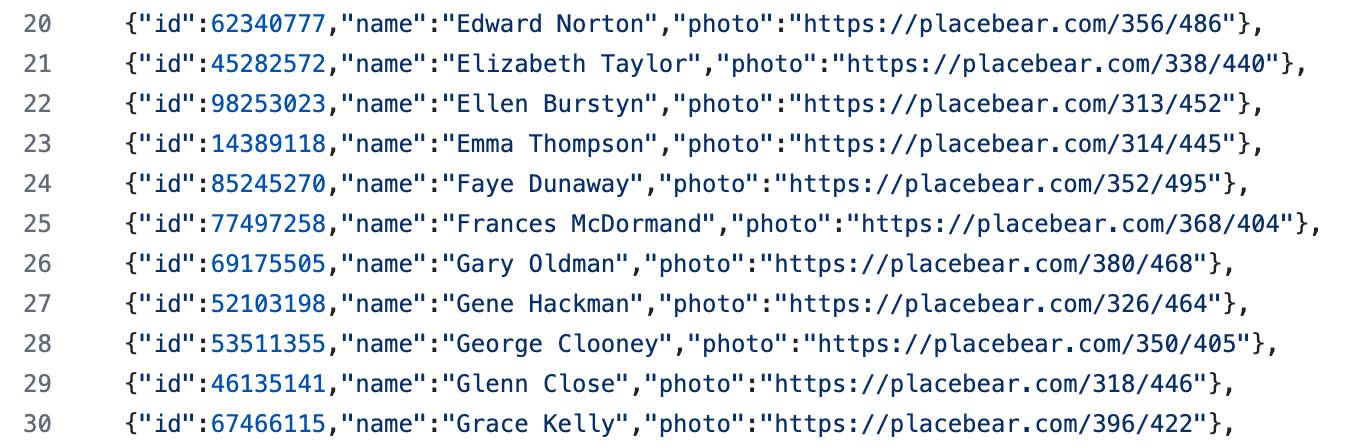 20 {"id":62340777,"name":"Edward Norton","photo":"https://placebear.com/356/486"},
21 {"id":45282572,"name":"Elizabeth Taylor","photo":"https://placebear.com/338/440"},
22 {"id":98253023,"name":"Ellen Burstyn","photo":"https://placebear.com/313/452"},
23 {"id":14389118,"name":"Emma Thompson","photo":"https://placebear.com/314/445"},
24 {"id":85245270,"name":"Faye Dunaway","photo":"https://placebear.com/352/495"},
25 {"id":77497258,"name":"Frances McDormand","photo":"https://placebear.com/368/404"},
26 {"id":69175505,"name":"Gary Oldman","photo":"https://placebear.com/380/468"},
27 {"id":52103198,"name":"Gene Hackman","photo":"https://placebear.com/326/464"},
28 {"id":53511355,"name":"George Clooney","photo":"https://placebear.com/350/405"},
29 {"id":46135141,"name":"Glenn Close","photo":"https://placebear.com/318/446"},
30 {"id":67466115,"name":"Grace Kelly","photo":"https://placebear.com/396/422"},